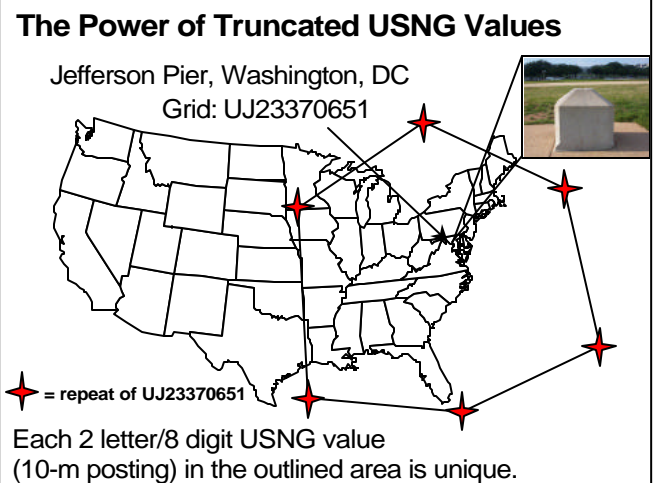 The Power of Truncated USNG Values
Jefferson Pier, Washington, DC
Grid: UJ23370651
= repeat of UJ23370651
Each 2 letter/8 digit USNG value
(10-m posting) in the outlined area is unique.